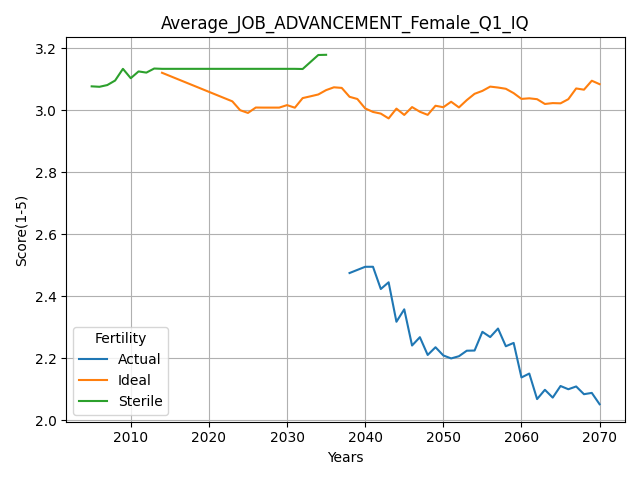 Average_JOB_ADVANCEMENT_Female_Q1_IQ
3.2
3.0
2.8
2.6
2.4
2.2
2.0
Score(1-5)
Fertility
Actual
Ideal
Sterile
2010 2020 2030 2040 2050 2060 2070
Years